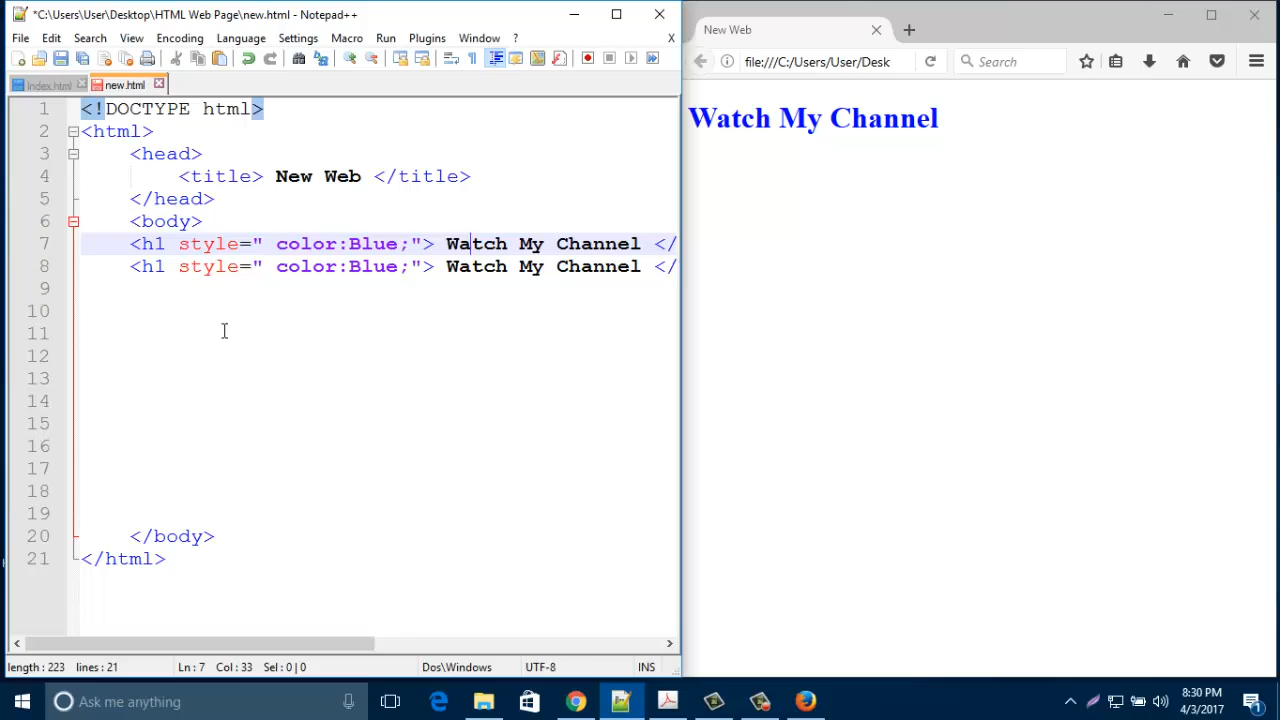 *C:\Users\User\Desktop\HTML Web Page\new.html - Notepad++
File Edit Search View Encoding Language Settings Macro Run Plugins Window ? X
Index.html new.html
1 <!DOCTYPE html>
2 <html>
3 <head>
4 <title> New Web </title>
5 </head>
6 <body>
7 <h1 style=" color:Blue;"> Watch My Channel </
8 <h1 style=" color:Blue;"> Watch My Channel </
9
10
11
12
13
14
15
16
17
18
19
20 </body>
21 </html>
length : 223 lines : 21 Ln : 7 Col : 33 Sel : 0 | 0 Dos\Windows UTF-8 INS
New Web
file:///C:/Users/User/Desk
Search
Watch My Channel
Ask me anything
8:30 PM
4/3/2017
1